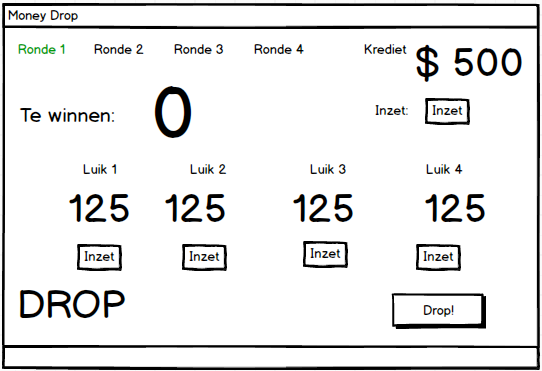 Money Drop
Ronde 1 Ronde 2 Ronde 3 Ronde 4 Krediet $ 500
Te winnen: 0 Inzet: Inzet
Luik 1 Luik 2 Luik 3 Luik 4
125 125 125 125
Inzet Inzet Inzet Inzet
DROP Drop!